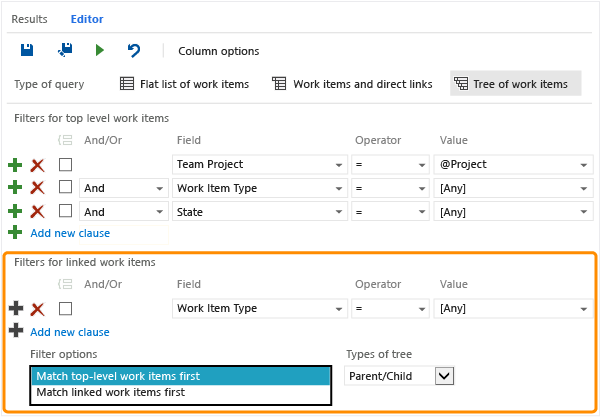 Results Editor
Column options
Type of query Flat list of work items Work items and direct links Tree of work items
Filters for top level work items
And/Or Field Operator Value
Team Project = @Project
And Work Item Type = [Any]
And State = [Any]
Add new clause
Filters for linked work items
And/Or Field Operator Value
Work Item Type = [Any]
Add new clause
Filter options Types of tree
Match top-level work items first Parent/Child
Match linked work items first